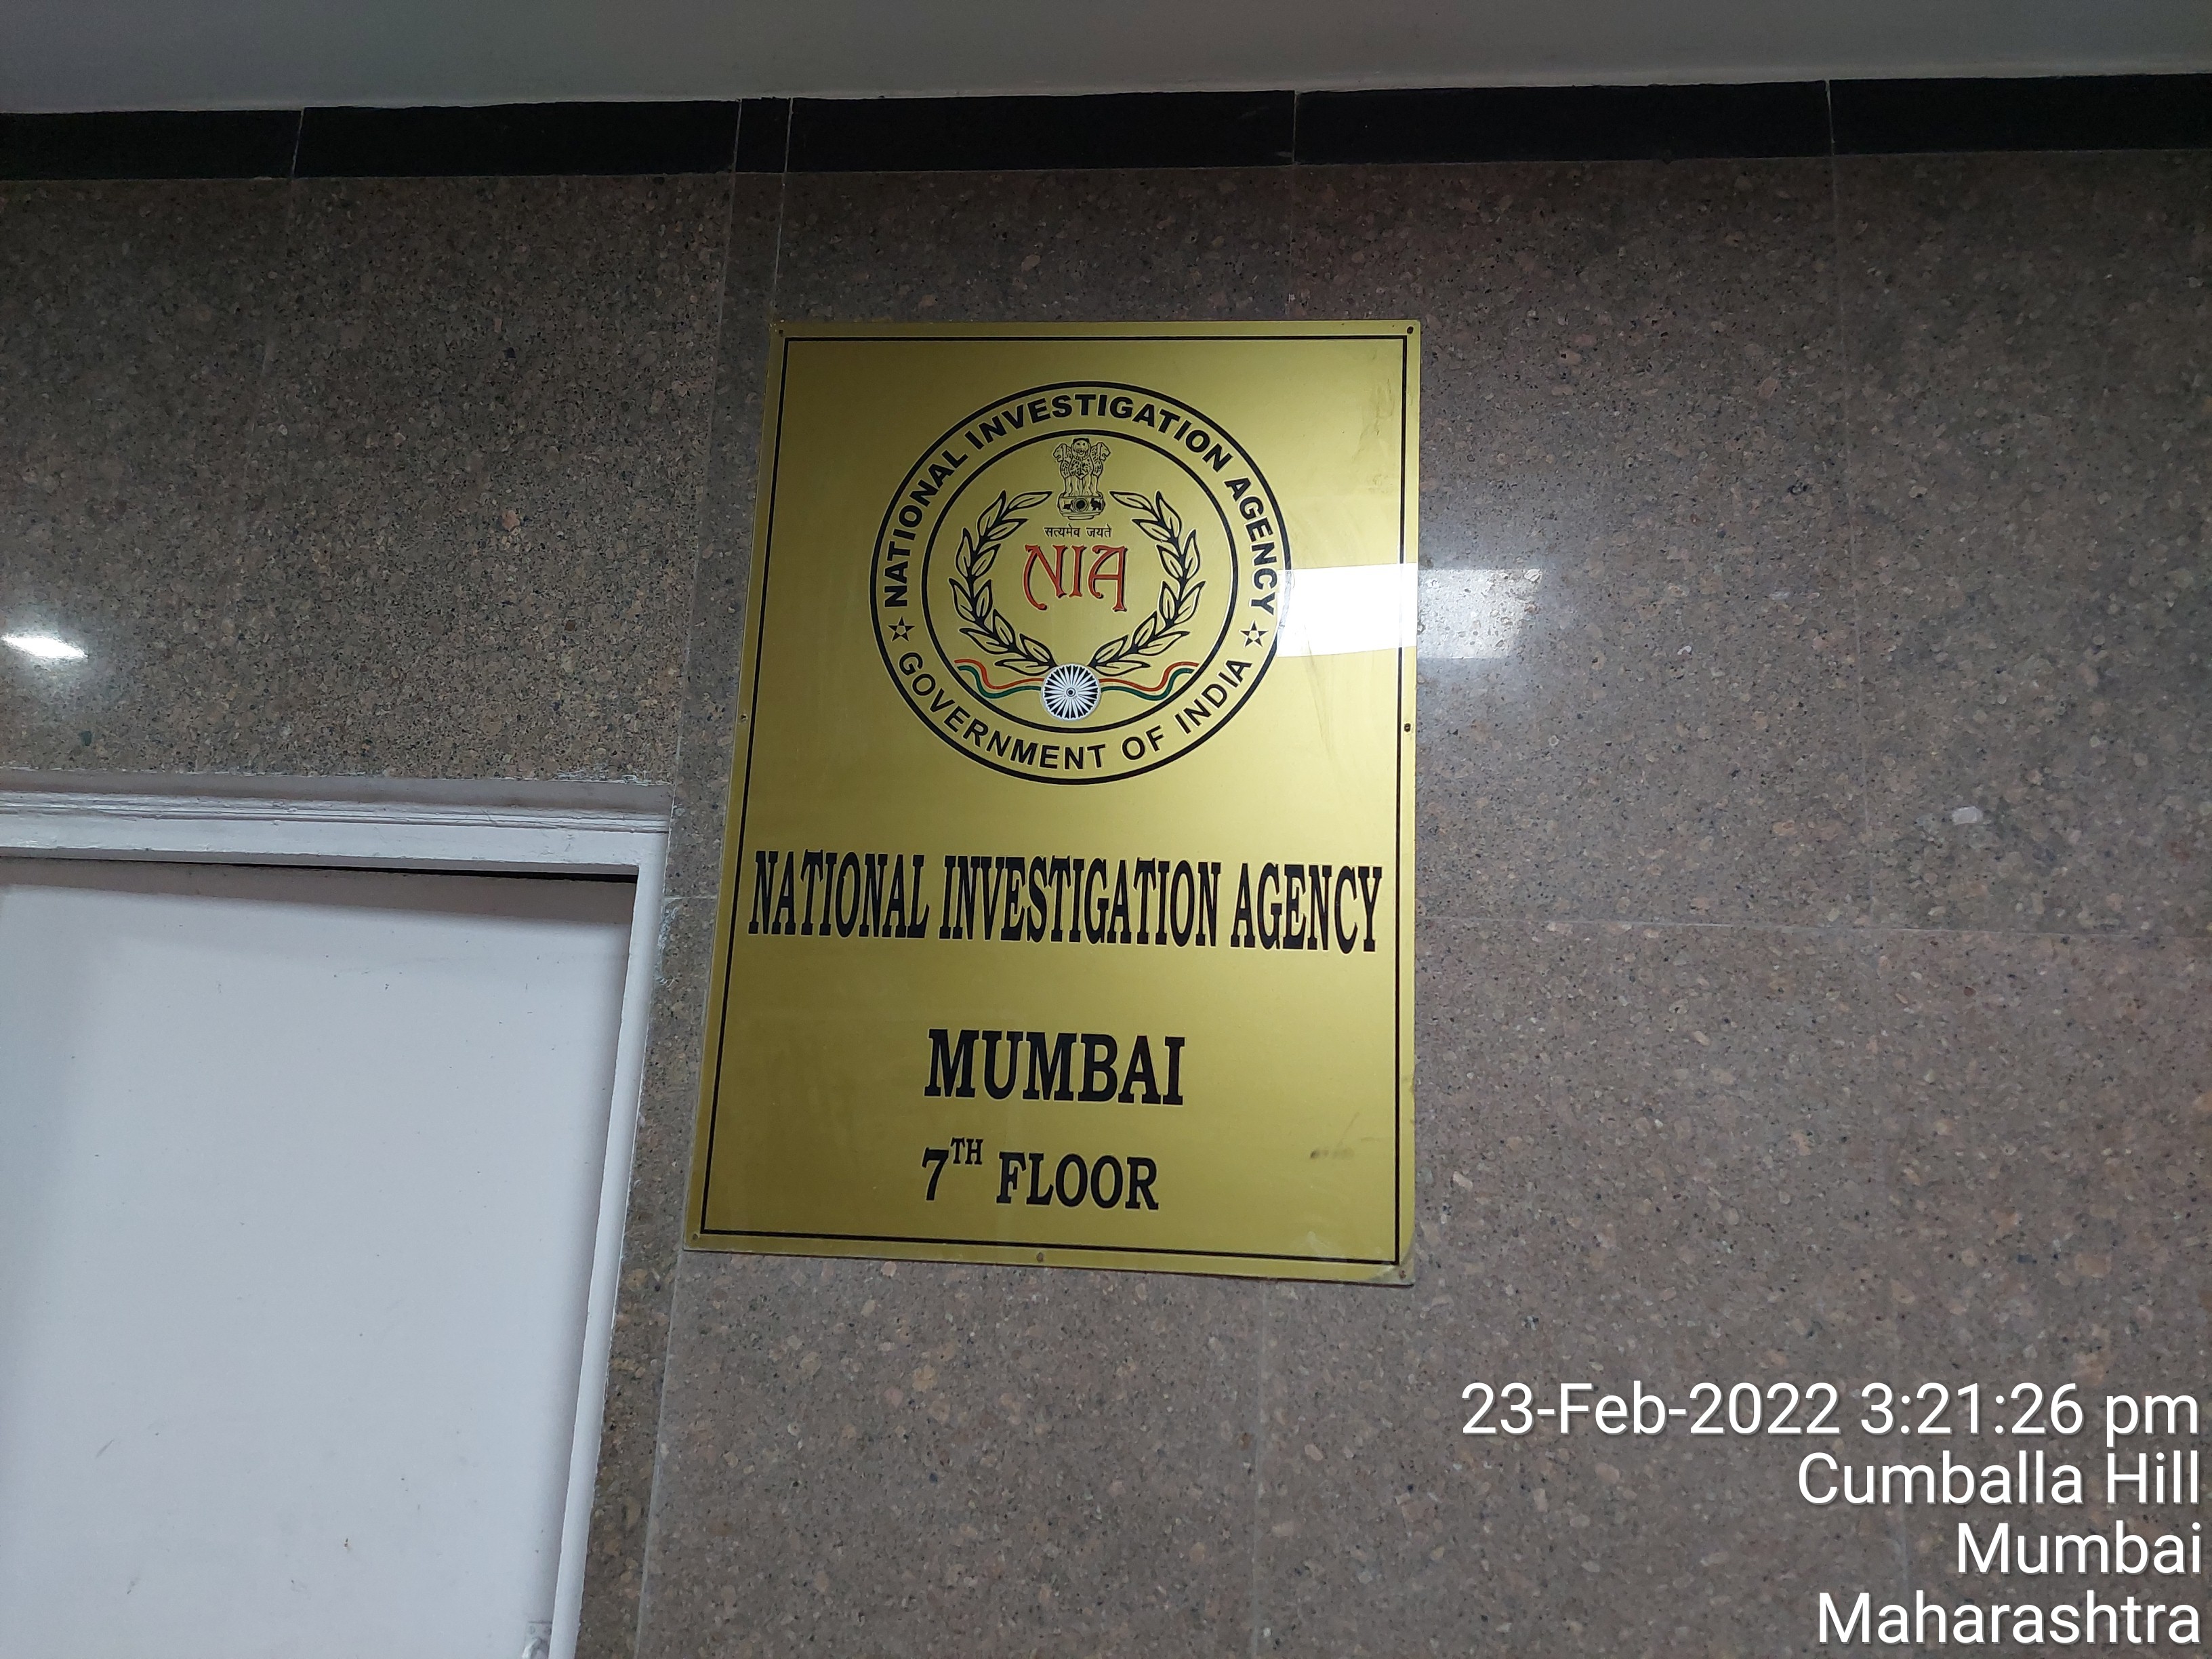 NATIONAL INVESTIGATION AGENCY
सत्यमेव जयते
NIA
GOVERNMENT OF INDIA
NATIONAL INVESTIGATION AGENCY
MUMBAI
7TH FLOOR
23-Feb-2022 3:21:26 pm
Cumballa Hill
Mumbai
Maharashtra